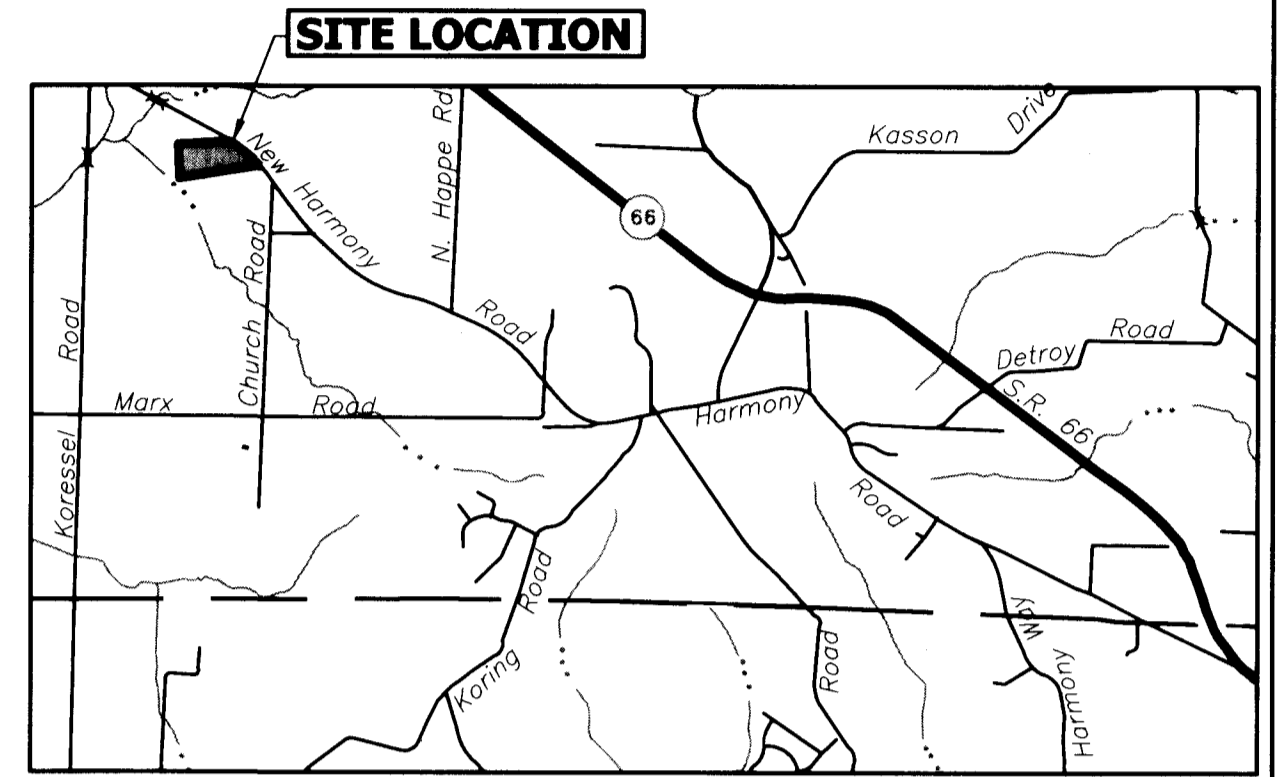 SITE LOCATION
New Harmony
Road
N. Happe Rd
66
Kasson
Drive
Church Road
Koressel Road
Marx Road
Harmony
Road
Detroy Road
S.R. 66
Koring
Road
Road
Harmony Way